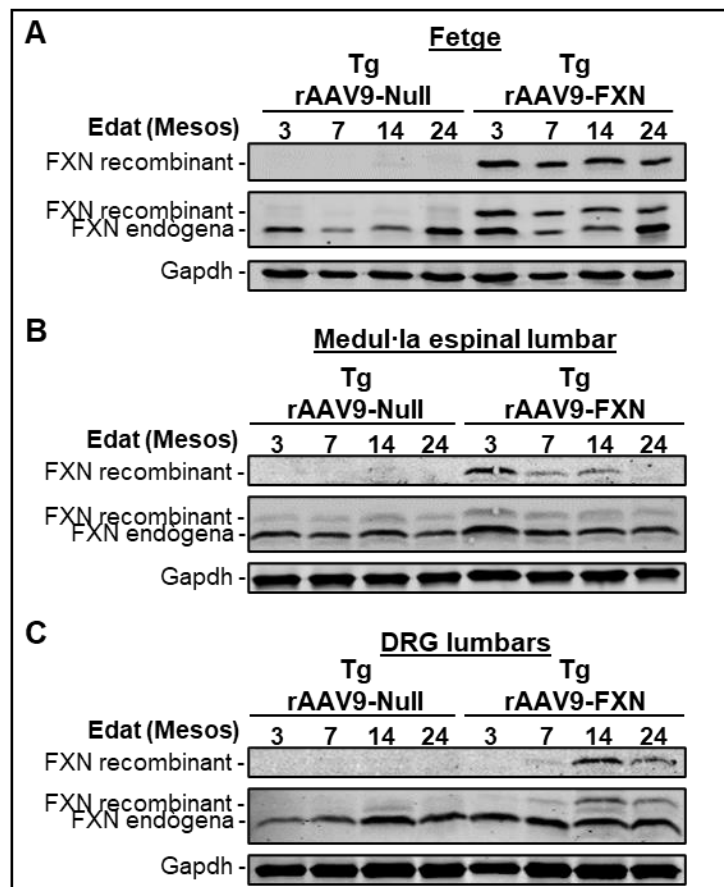 A
Fetge
Tg Tg
rAAV9-Null rAAV9-FXN
Edat (Mesos) 3 7 14 24 3 7 14 24
FXN recombinant -
FXN recombinant -
FXN endògena -
Gapdh -
B
Medul·la espinal lumbar
Tg Tg
rAAV9-Null rAAV9-FXN
Edat (Mesos) 3 7 14 24 3 7 14 24
FXN recombinant -
FXN recombinant -
FXN endògena -
Gapdh -
C
DRG lumbars
Tg Tg
rAAV9-Null rAAV9-FXN
Edat (Mesos) 3 7 14 24 3 7 14 24
FXN recombinant -
FXN recombinant -
FXN endògena -
Gapdh -